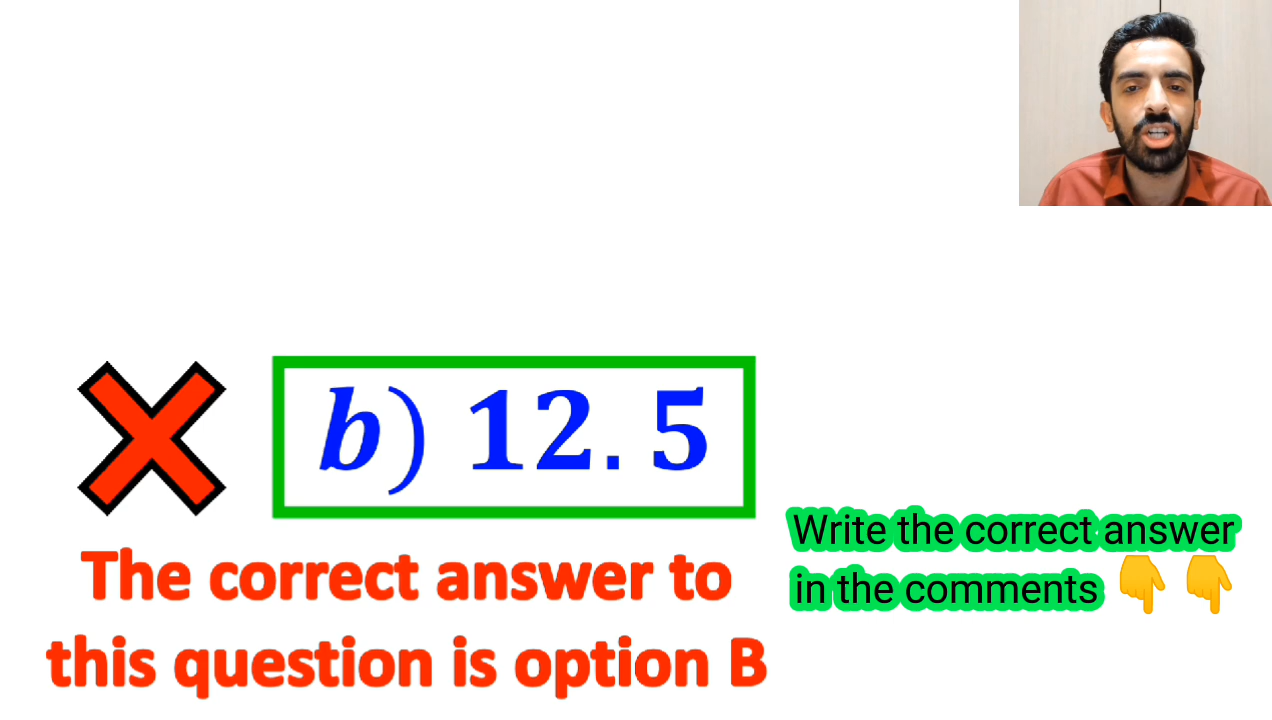 b) 12.5
The correct answer to
this question is option B
Write the correct answer
in the comments 👇👇